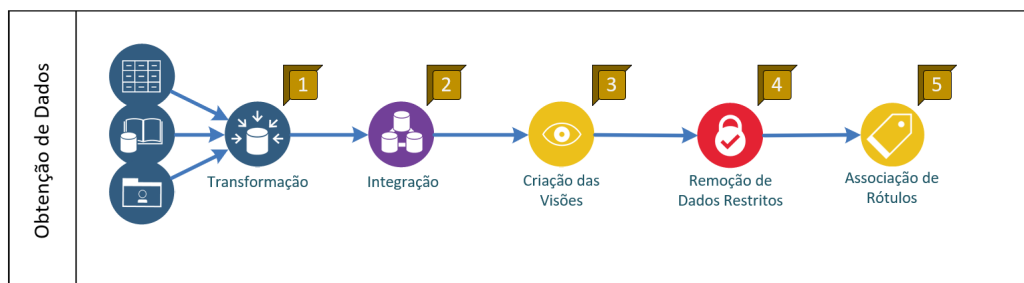 Obtenção de Dados
1
2
3
4
5
Transformação
Integração
Criação das
Visões
Remoção de
Dados Restritos
Associação de
Rótulos